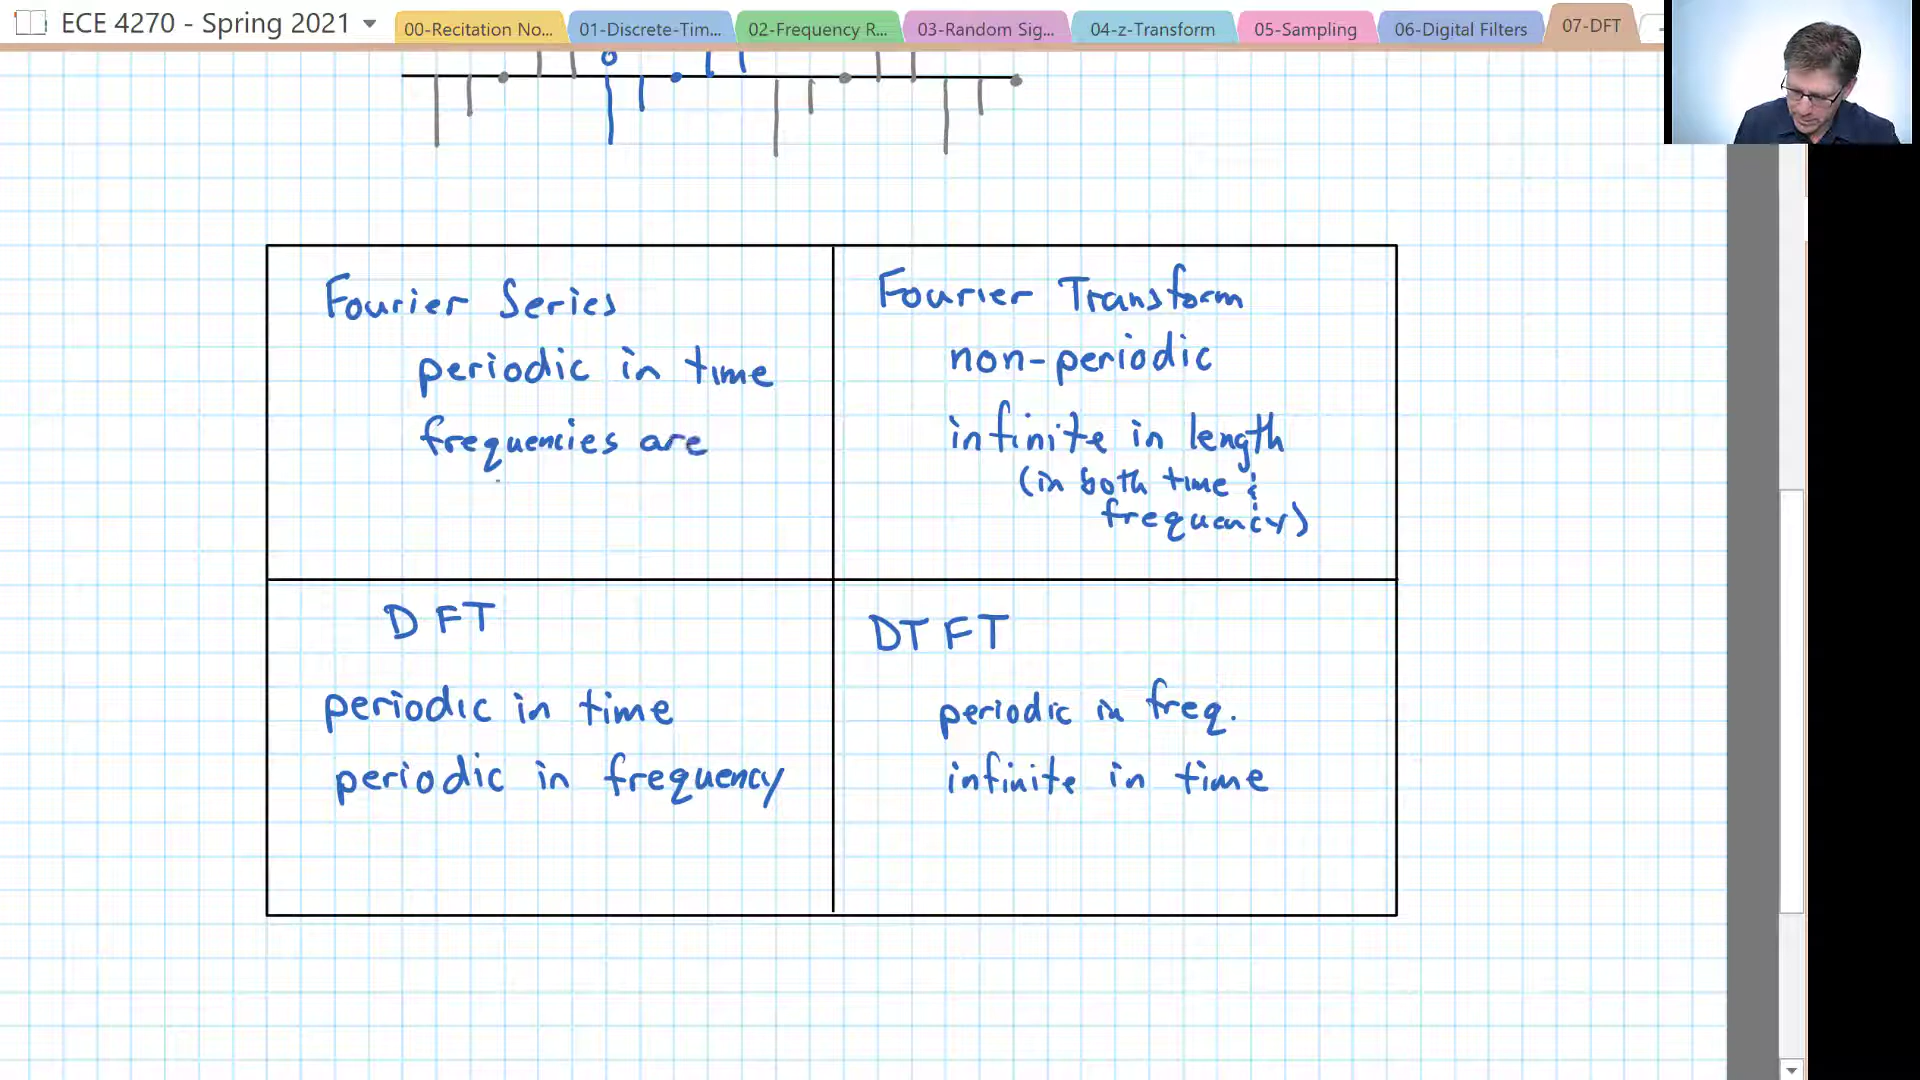 ECE 4270 - Spring 2021
00-Recitation No...
01-Discrete-Tim...
02-Frequency R...
03-Random Sig...
04-z-Transform
05-Sampling
06-Digital Filters
07-DFT
Fourier Series
periodic in time
frequencies are
Fourier Transform
non-periodic
infinite in length
(in both time &
frequency)
DFT
periodic in time
periodic in frequency
DTFT
periodic in freq.
infinite in time